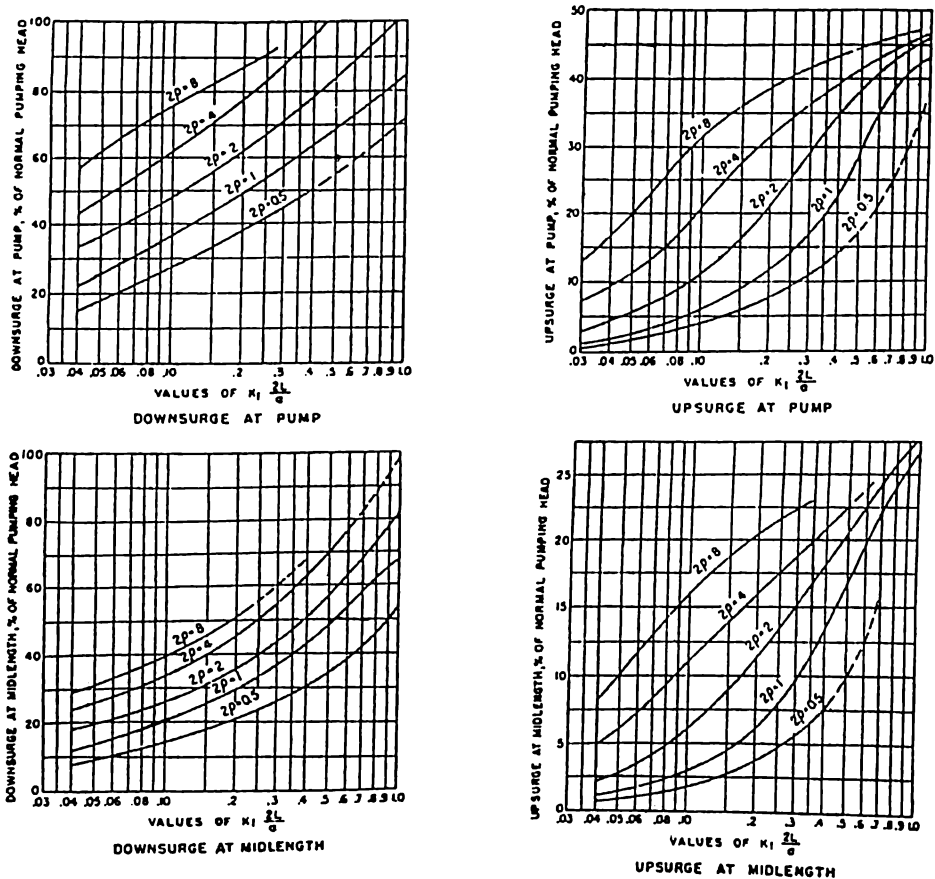 DOWNSURGE AT PUMP, % OF NORMAL PUMPING HEAD
100
80
60
40
20
0
2ρ=8
2ρ=4
2ρ=2
2ρ=1
2ρ=0.5
.03 .04 .05 .06 .08 .10 .2 .3 .4 .5 .6 .7 .8 .9 1.0
VALUES OF K₁ 2L/a
DOWNSURGE AT PUMP
UPSURGE AT PUMP, % OF NORMAL PUMPING HEAD
50
40
30
20
10
0
2ρ=8
2ρ=4
2ρ=2
2ρ=1
2ρ=0.5
.03 .04 .05 .06 .08 .10 .2 .3 .4 .5 .6 .7 .8 .9 1.0
VALUES OF K₁ 2L/a
UPSURGE AT PUMP
DOWNSURGE AT MIDLENGTH, % OF NORMAL PUMPING HEAD
100
80
60
40
20
0
2ρ=8
2ρ=4
2ρ=2
2ρ=1
2ρ=0.5
.03 .04 .05 .06 .08 .10 .2 .3 .4 .5 .6 .7 .8 .9 1.0
VALUES OF K₁ 2L/a
DOWNSURGE AT MIDLENGTH
UPSURGE AT MIDLENGTH, % OF NORMAL PUMPING HEAD
25
20
15
10
5
0
2ρ=8
2ρ=4
2ρ=2
2ρ=1
2ρ=0.5
.03 .04 .05 .06 .08 .10 .2 .3 .4 .5 .6 .7 .8 .9 1.0
VALUES OF K₁ 2L/a
UPSURGE AT MIDLENGTH